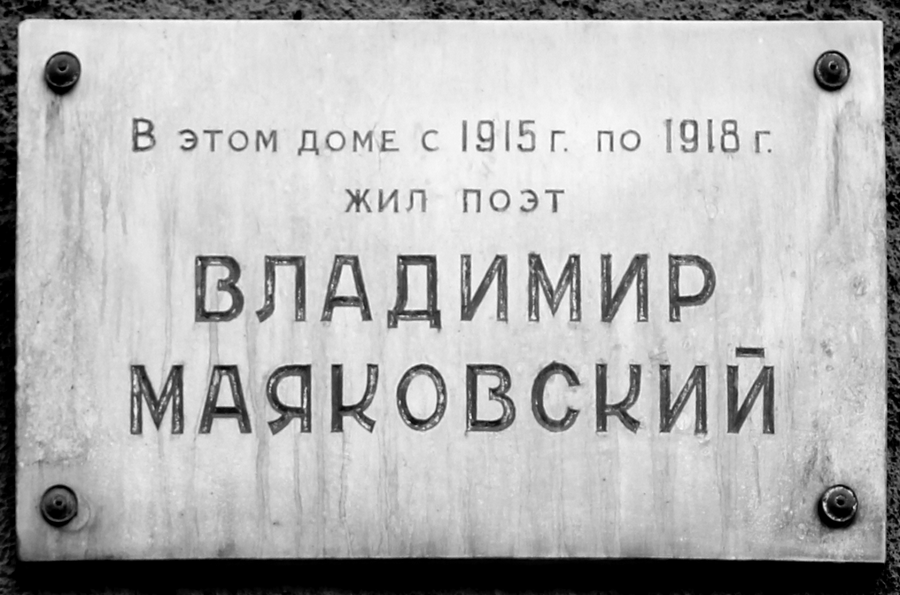 В этом доме с 1915 г. по 1918 г.
жил поэт
ВЛАДИМИР
МАЯКОВСКИЙ